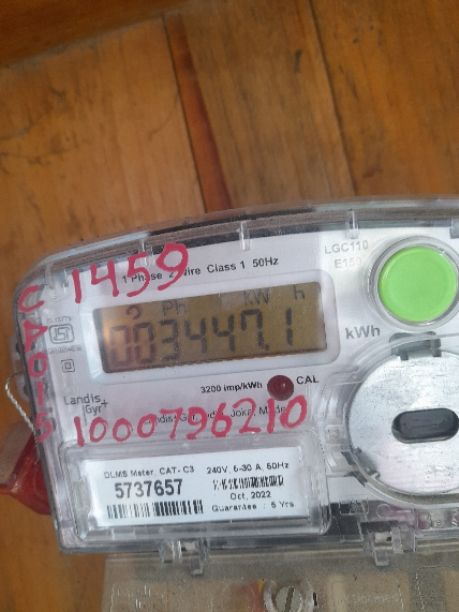 1459
LGC110
E150
1 Phase 2 Wire Class 1 50Hz
2 PH KW h
003447.1
kWh
3200 imp/kWh CAL
Landis+
Gyr
1000796210
DLMS Meter, CAT- C3 240V, 5-30 A, 50Hz
5737657
Oct, 2022
Guarantee : 5 Yrs